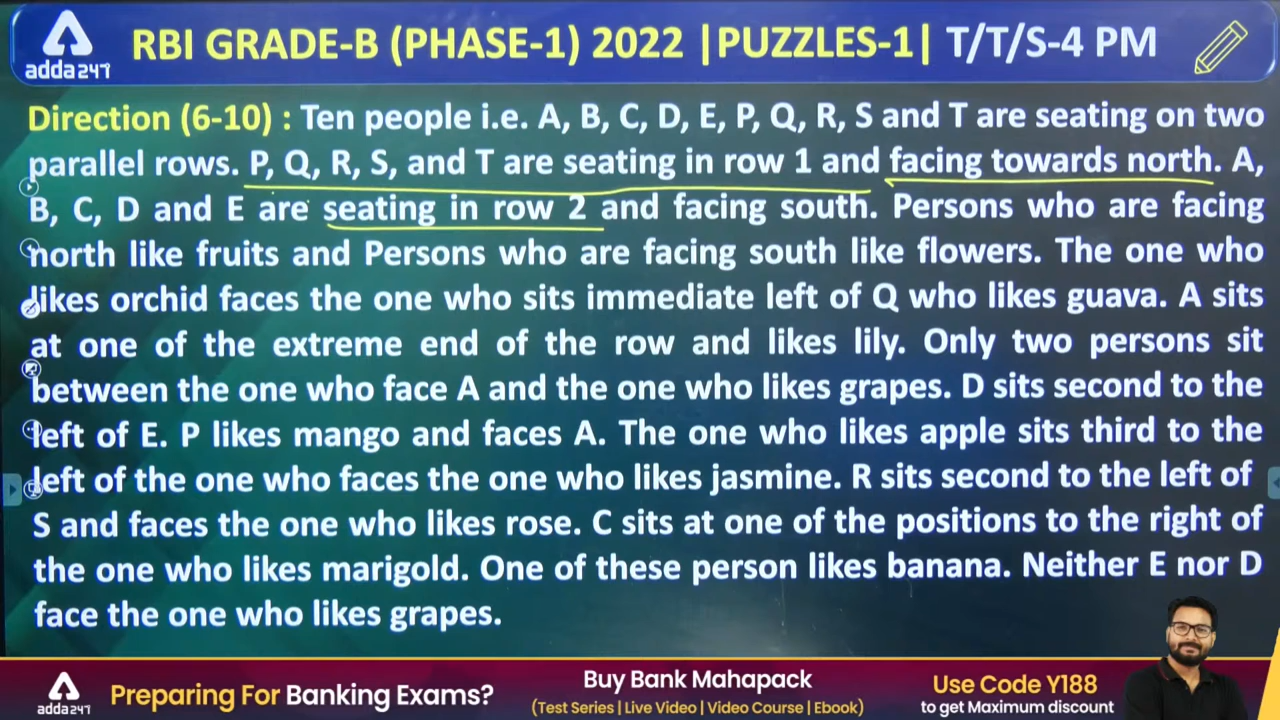 adda247
RBI GRADE-B (PHASE-1) 2022 |PUZZLES-1| T/T/S-4 PM
Direction (6-10) : Ten people i.e. A, B, C, D, E, P, Q, R, S and T are seating on two
parallel rows. P, Q, R, S, and T are seating in row 1 and facing towards north. A,
B, C, D and E are seating in row 2 and facing south. Persons who are facing
north like fruits and Persons who are facing south like flowers. The one who
likes orchid faces the one who sits immediate left of Q who likes guava. A sits
at one of the extreme end of the row and likes lily. Only two persons sit
between the one who face A and the one who likes grapes. D sits second to the
left of E. P likes mango and faces A. The one who likes apple sits third to the
left of the one who faces the one who likes jasmine. R sits second to the left of
S and faces the one who likes rose. C sits at one of the positions to the right of
the one who likes marigold. One of these person likes banana. Neither E nor D
face the one who likes grapes.
adda247
Preparing For Banking Exams?
Buy Bank Mahapack
(Test Series | Live Video | Video Course | Ebook)
Use Code Y188
to get Maximum discount